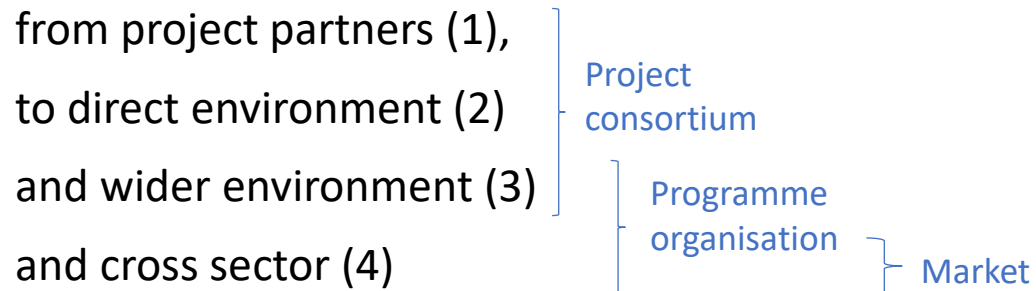 from project partners (1),
to direct environment (2)
and wider environment (3)
and cross sector (4)
Project
consortium
Programme
organisation
Market